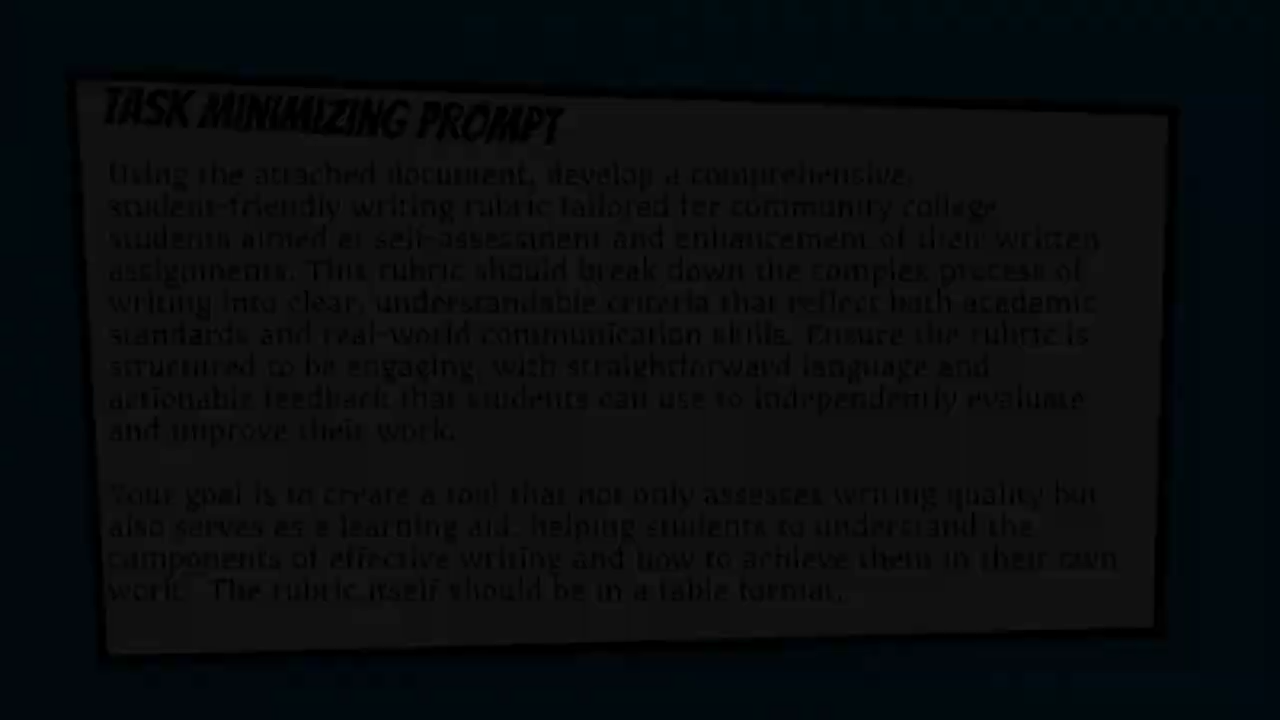 TASK MINIMIZING PROMPT
Using the attached document, develop a comprehensive,
student-friendly writing rubric tailored for community college
students aimed at self-assessment and enhancement of their written
assignments. This rubric should break down the complex process of
writing into clear, understandable criteria that reflect both academic
standards and real-world communication skills. Ensure the rubric is
structured to be engaging, with straightforward language and
actionable feedback that students can use to independently evaluate
and improve their work.
Your goal is to create a tool that not only assesses writing quality but
also serves as a learning aid, helping students to understand the
components of effective writing and how to achieve them in their own
work. The rubric itself should be in a table format.